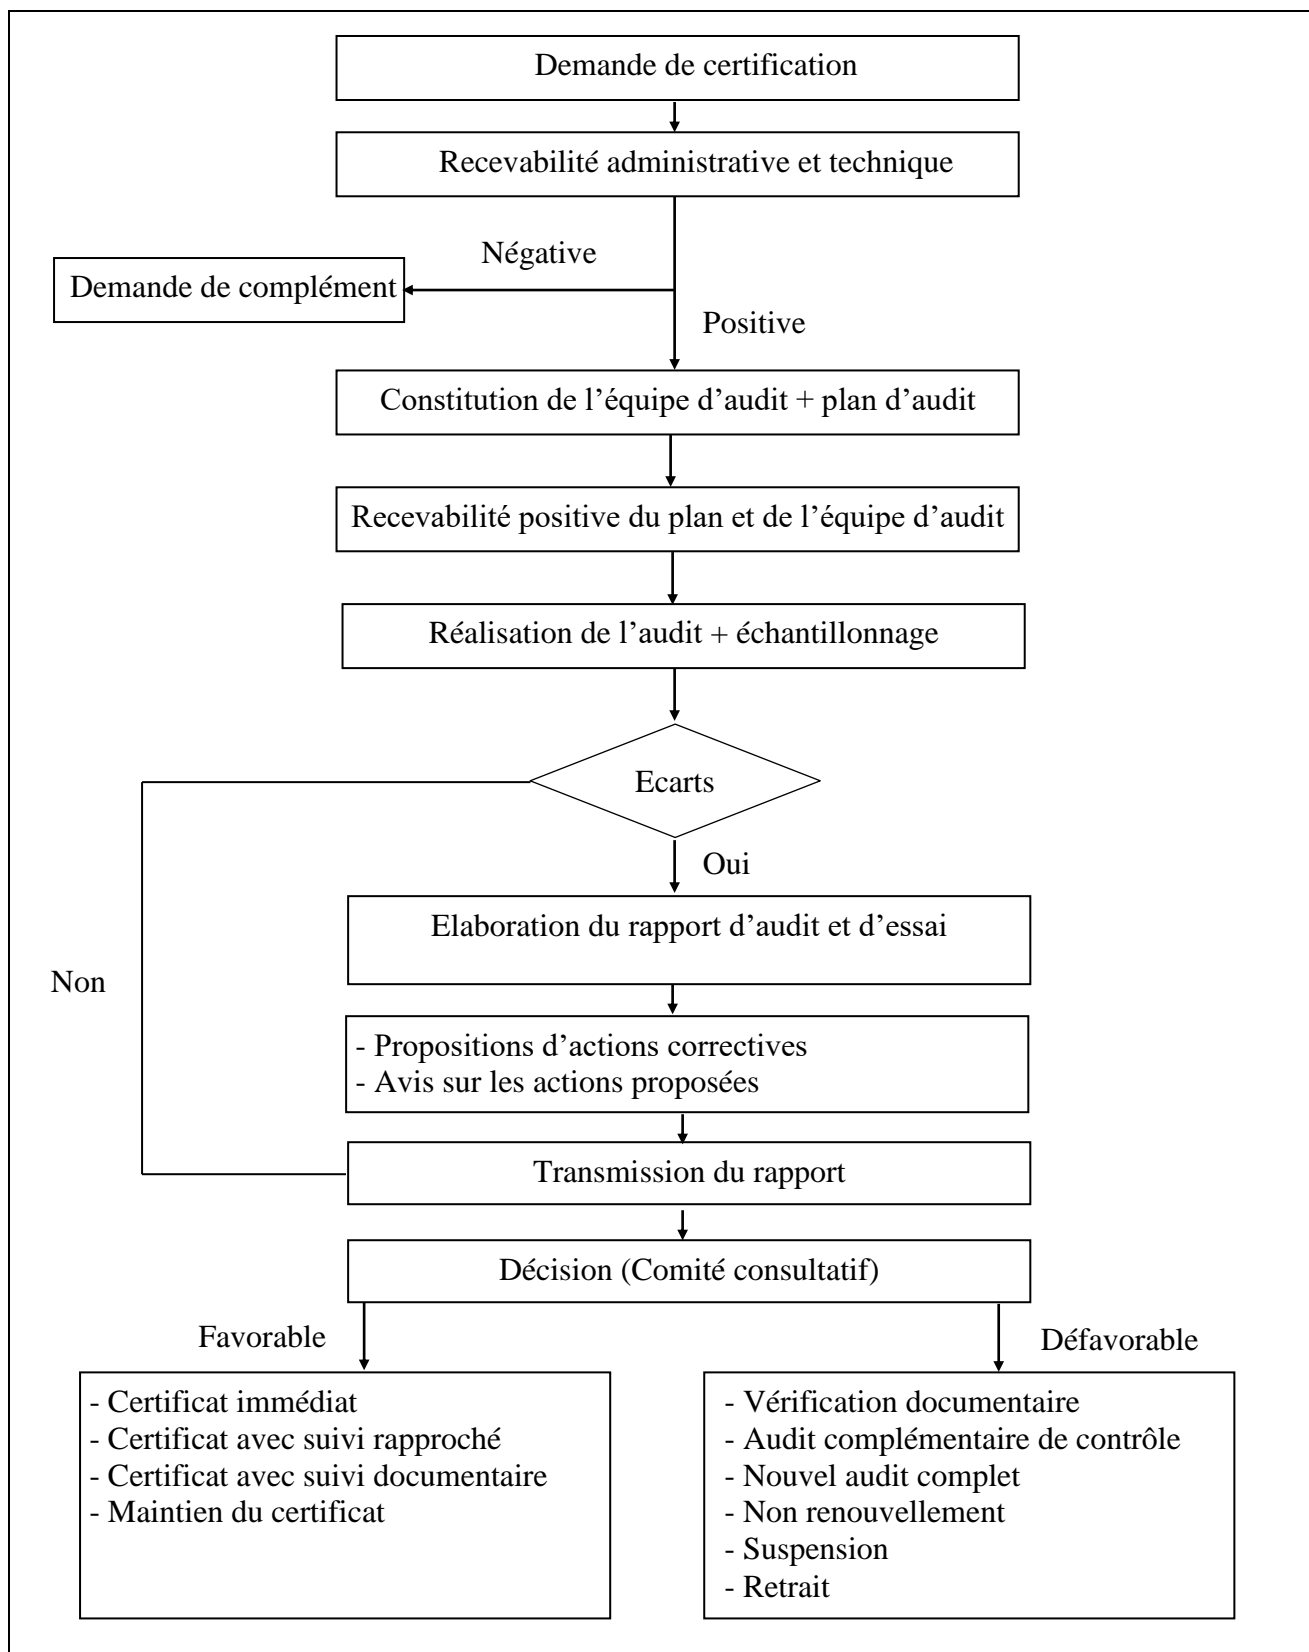 Demande de certification
Recevabilité administrative et technique
Négative
Demande de complément
Positive
Constitution de l’équipe d’audit + plan d’audit
Recevabilité positive du plan et de l’équipe d’audit
Réalisation de l’audit + échantillonnage
Ecarts
Oui
Elaboration du rapport d’audit et d’essai
Non
- Propositions d’actions correctives
- Avis sur les actions proposées
Transmission du rapport
Décision (Comité consultatif)
Favorable
Défavorable
- Certificat immédiat
- Certificat avec suivi rapproché
- Certificat avec suivi documentaire
- Maintien du certificat
- Vérification documentaire
- Audit complémentaire de contrôle
- Nouvel audit complet
- Non renouvellement
- Suspension
- Retrait